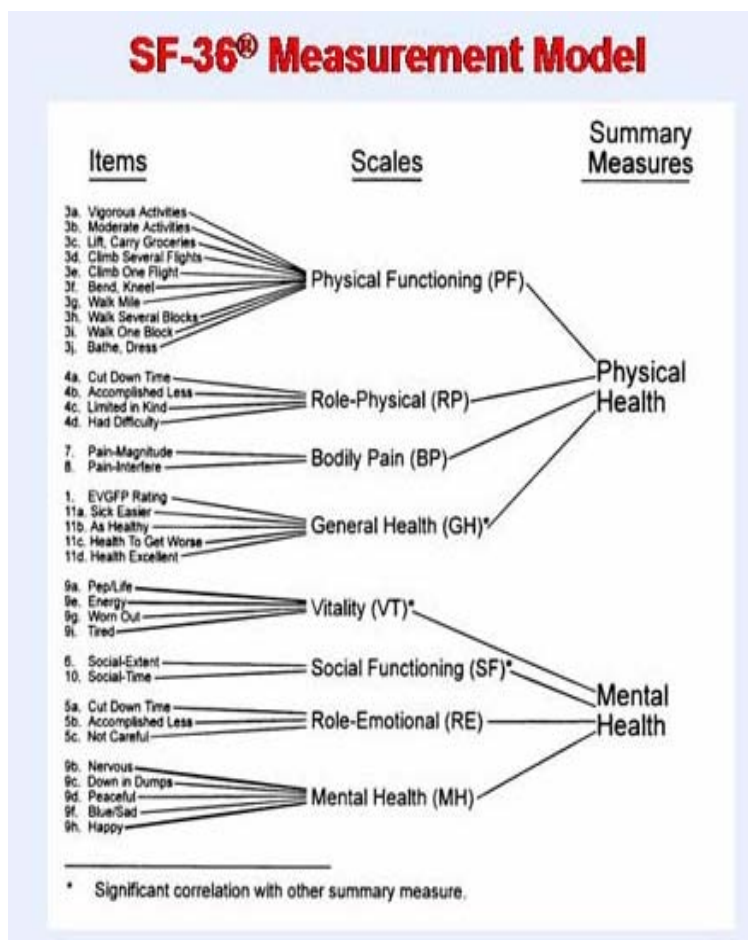 SF-36® Measurement Model
Items
Scales
Summary
Measures
3a. Vigorous Activities
3b. Moderate Activities
3c. Lift, Carry Groceries
3d. Climb Several Flights
3e. Climb One Flight
3f. Bend, Kneel
3g. Walk Mile
3h. Walk Several Blocks
3i. Walk One Block
3j. Bathe, Dress
Physical Functioning (PF)
4a. Cut Down Time
4b. Accomplished Less
4c. Limited in Kind
4d. Had Difficulty
Role-Physical (RP)
7. Pain-Magnitude
8. Pain-Interfere
Bodily Pain (BP)
1. EVGFP Rating
11a. Sick Easier
11b. As Healthy
11c. Health To Get Worse
11d. Health Excellent
General Health (GH)*
Physical
Health
9a. Pep/Life
9e. Energy
9g. Worn Out
9i. Tired
Vitality (VT)*
6. Social-Extent
10. Social-Time
Social Functioning (SF)*
5a. Cut Down Time
5b. Accomplished Less
5c. Not Careful
Role-Emotional (RE)
9b. Nervous
9c. Down in Dumps
9d. Peaceful
9f. Blue/Sad
9h. Happy
Mental Health (MH)
Mental
Health
* Significant correlation with other summary measure.